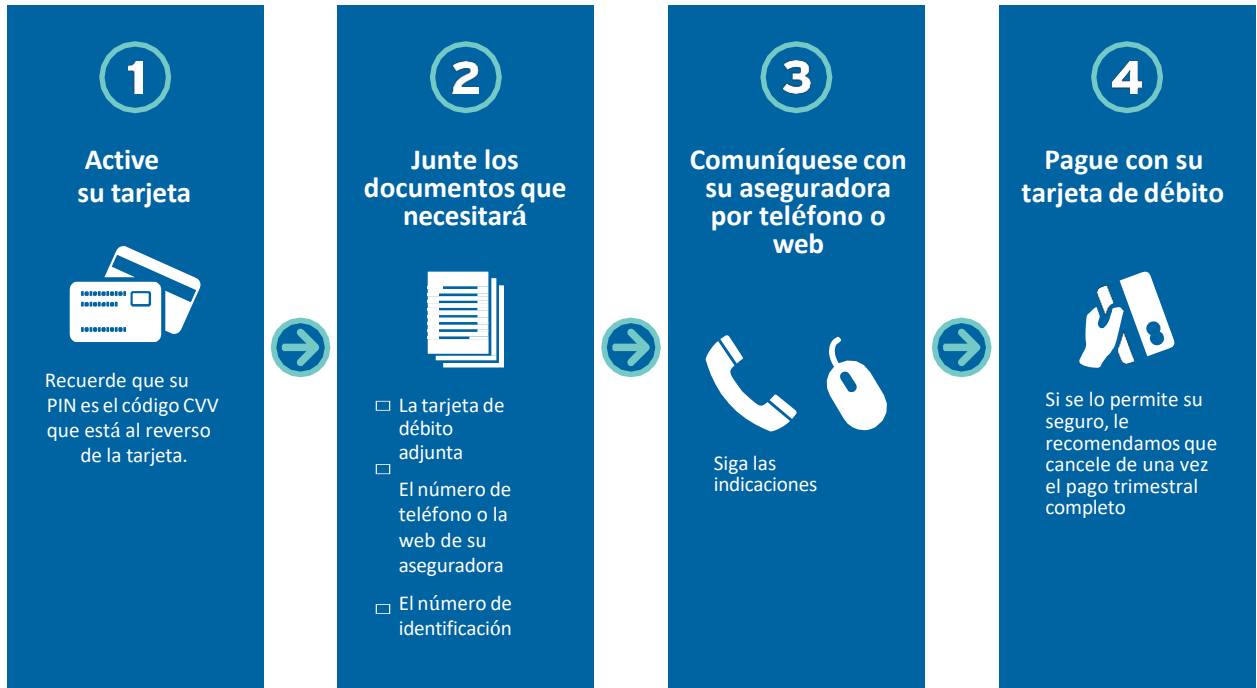 1
Active
su tarjeta
Recuerde que su
PIN es el código CVV
que está al reverso
de la tarjeta.
2
Junte los
documentos que
necesitará
La tarjeta de
débito
adjunta
El número de
teléfono o la
web de su
aseguradora
El número de
identificación
3
Comuníquese con
su aseguradora
por teléfono o
web
Siga las
indicaciones
4
Pague con su
tarjeta de débito
Si se lo permite su
seguro, le
recomendamos que
cancele de una vez
el pago trimestral
completo